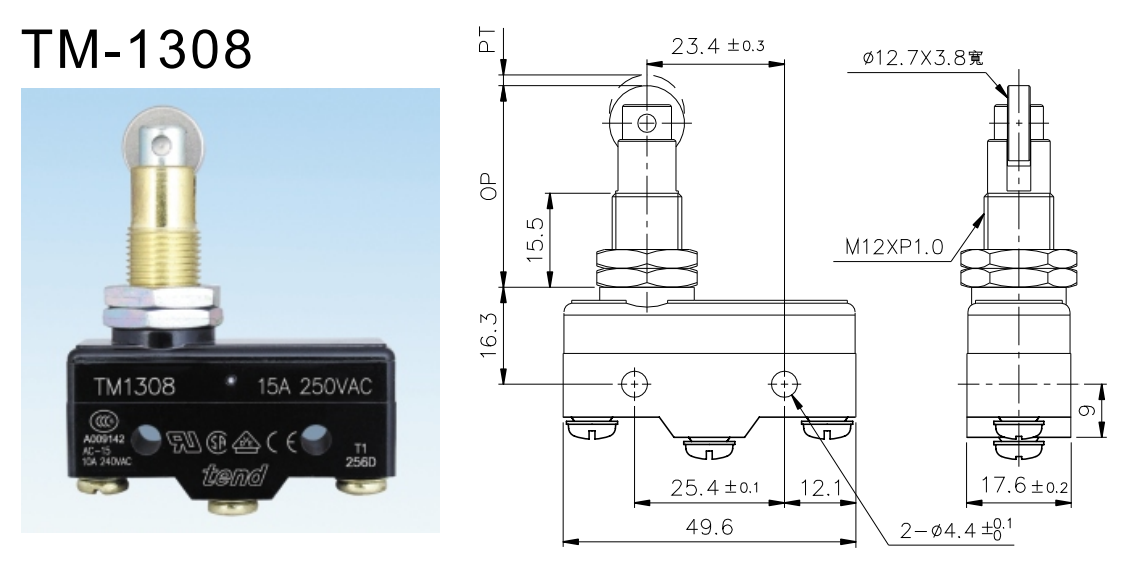 TM-1308
TM1308
15A 250VAC
A009142
AC-15
10A 240VAC
T1
256D
tend
PT
23.4 ±0.3
ø12.7X3.8寬
OP
15.5
M12XP1.0
16.3
9
25.4 ±0.1
12.1
17.6 ±0.2
49.6
2-ø4.4 ±0.1 0